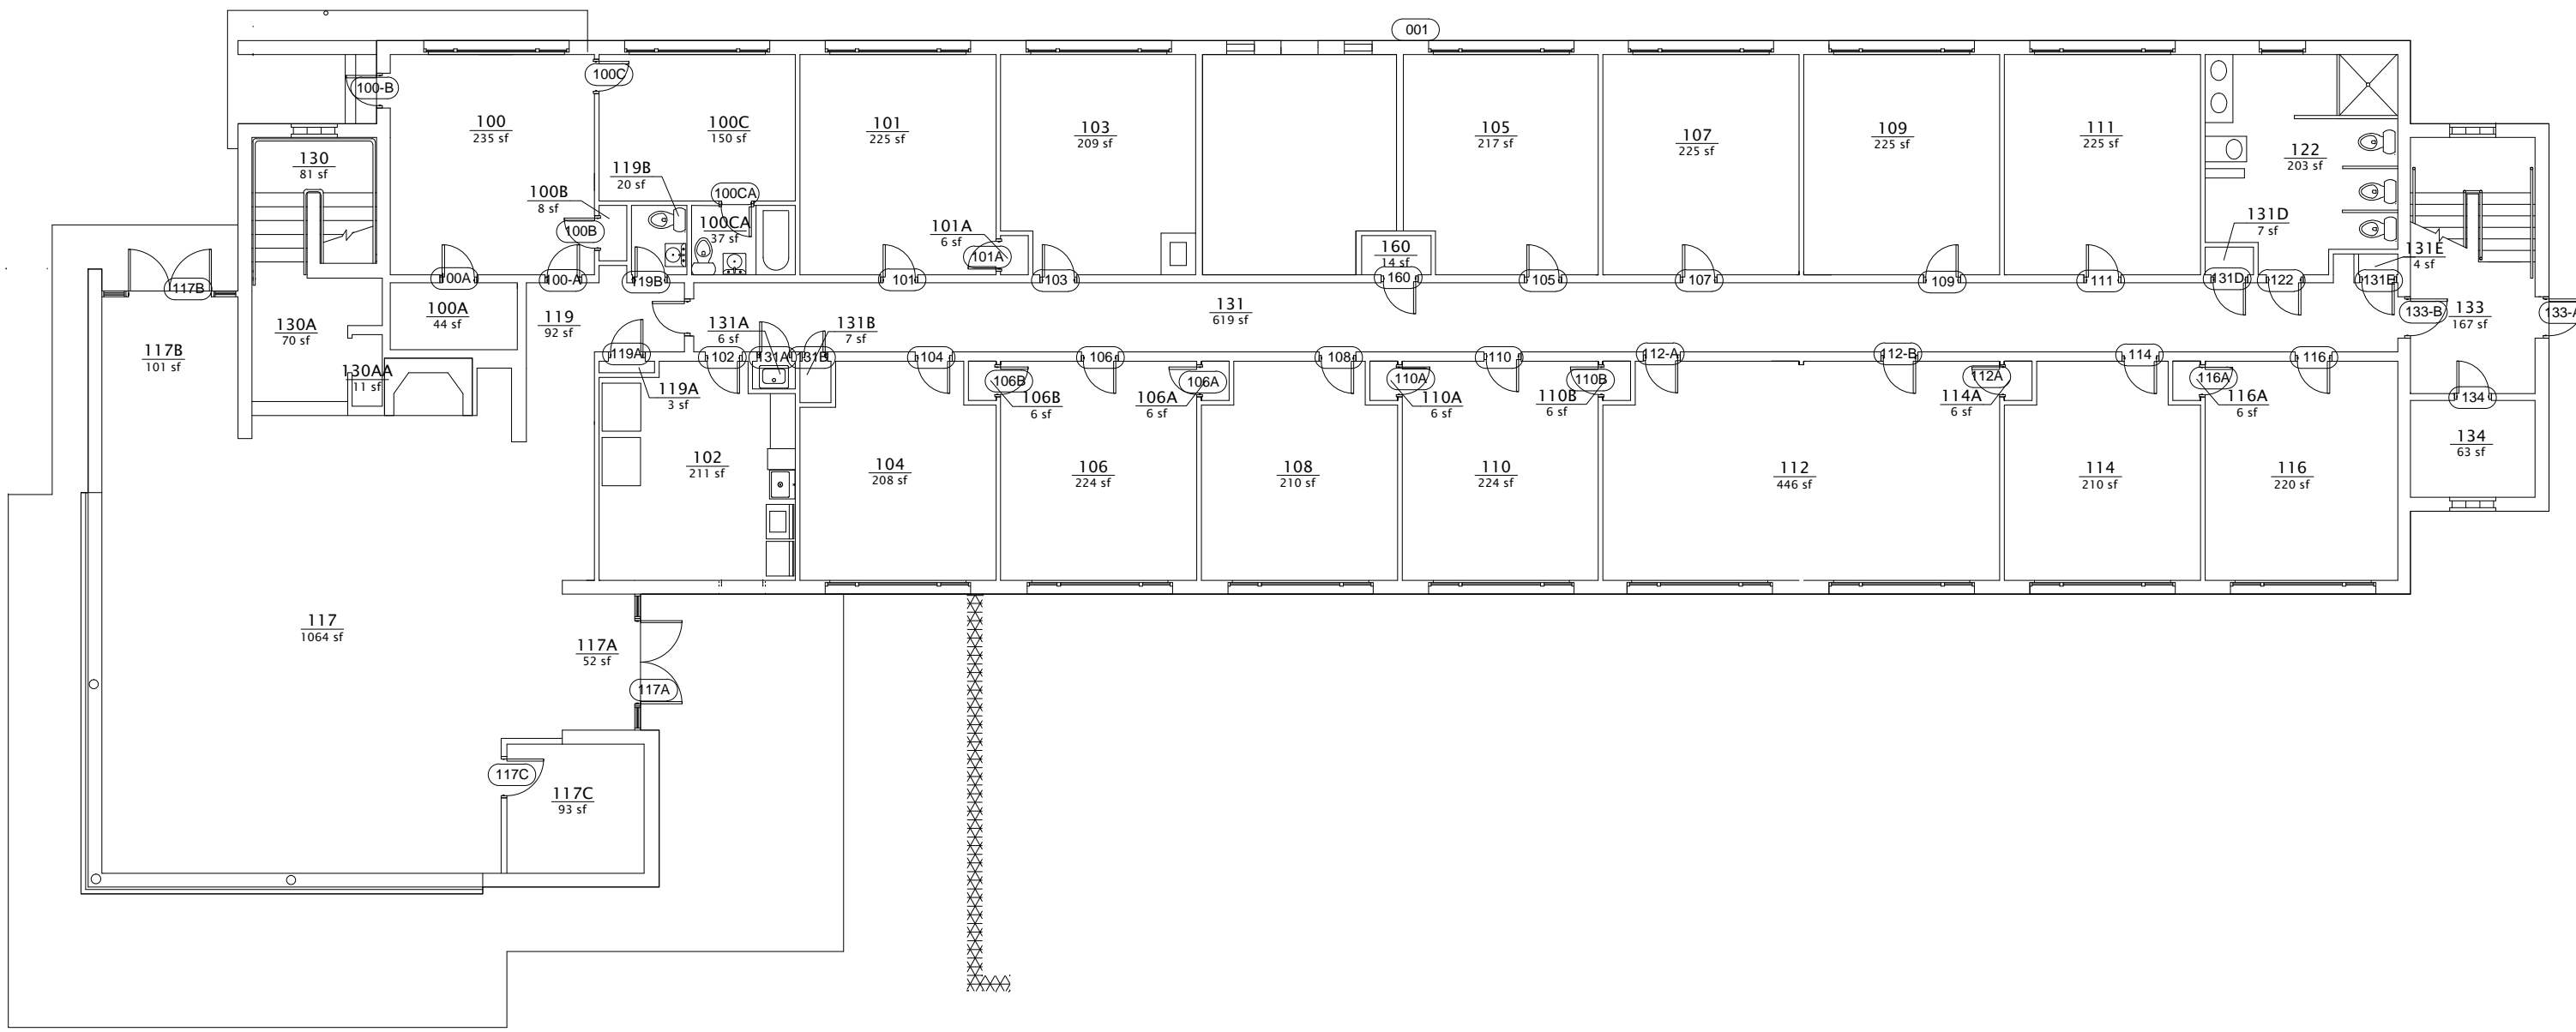 001
100C
100-B
100
235 sf
100C
150 sf
101
225 sf
103
209 sf
105
217 sf
107
225 sf
109
225 sf
111
225 sf
122
203 sf
130
81 sf
119B
20 sf
100B
8 sf
100CA
100CA
37 sf
100B
101A
6 sf
101A
160
14 sf
131D
7 sf
131E
4 sf
117B
100A
100-A
119B
101
103
160
105
107
109
111
131D
122
131E
133-B
133
167 sf
133-A
100A
44 sf
119
92 sf
130A
70 sf
117B
101 sf
130AA
11 sf
131
619 sf
131A
6 sf
131B
7 sf
119A
102
131A
131B
104
106
108
110
112-A
112-B
114
116
119A
3 sf
106B
106B
6 sf
106A
106A
6 sf
110A
110A
6 sf
110B
110B
6 sf
112A
114A
6 sf
116A
116A
6 sf
134
134
63 sf
102
211 sf
104
208 sf
106
224 sf
108
210 sf
110
224 sf
112
446 sf
114
210 sf
116
220 sf
117
1064 sf
117A
52 sf
117A
117C
117C
93 sf